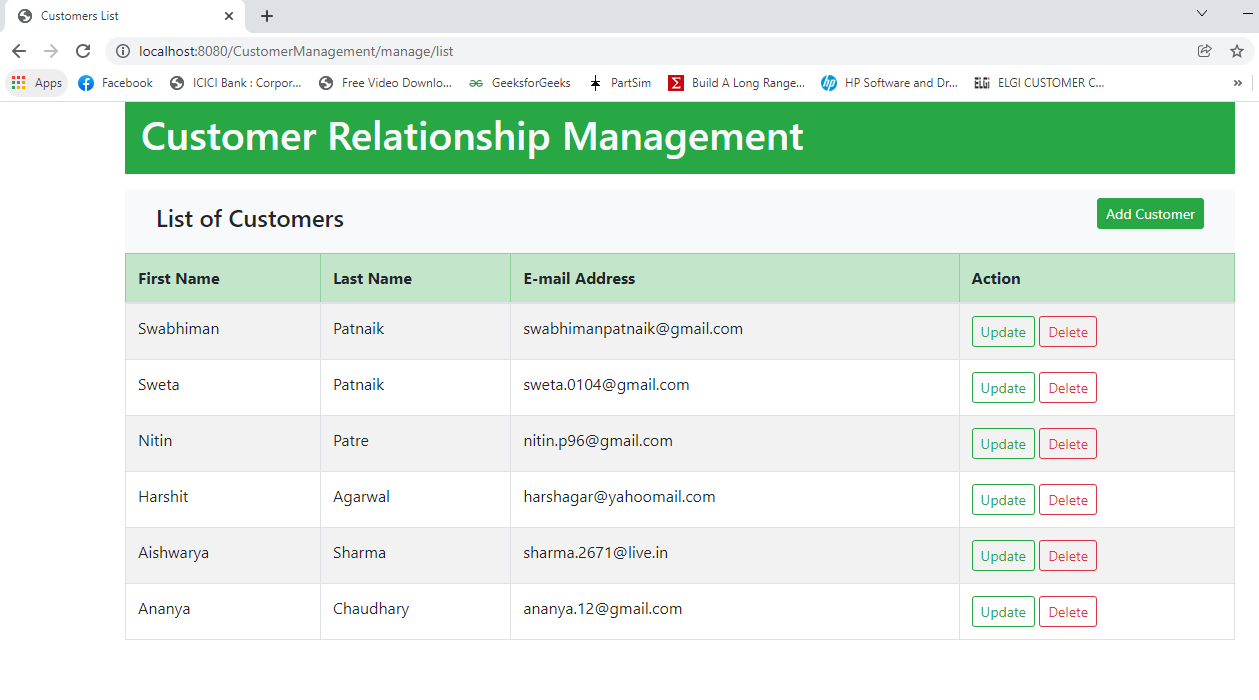 Customers List
localhost:8080/CustomerManagement/manage/list
Apps Facebook ICICI Bank : Corpor... Free Video Downlo... GeeksforGeeks PartSim Build A Long Range... HP Software and Dr... ELGI CUSTOMER C... »
Customer Relationship Management
List of Customers Add Customer
First Name Last Name E-mail Address Action
Swabhiman Patnaik swabhimanpatnaik@gmail.com Update Delete
Sweta Patnaik sweta.0104@gmail.com Update Delete
Nitin Patre nitin.p96@gmail.com Update Delete
Harshit Agarwal harshagar@yahoomail.com Update Delete
Aishwarya Sharma sharma.2671@live.in Update Delete
Ananya Chaudhary ananya.12@gmail.com Update Delete